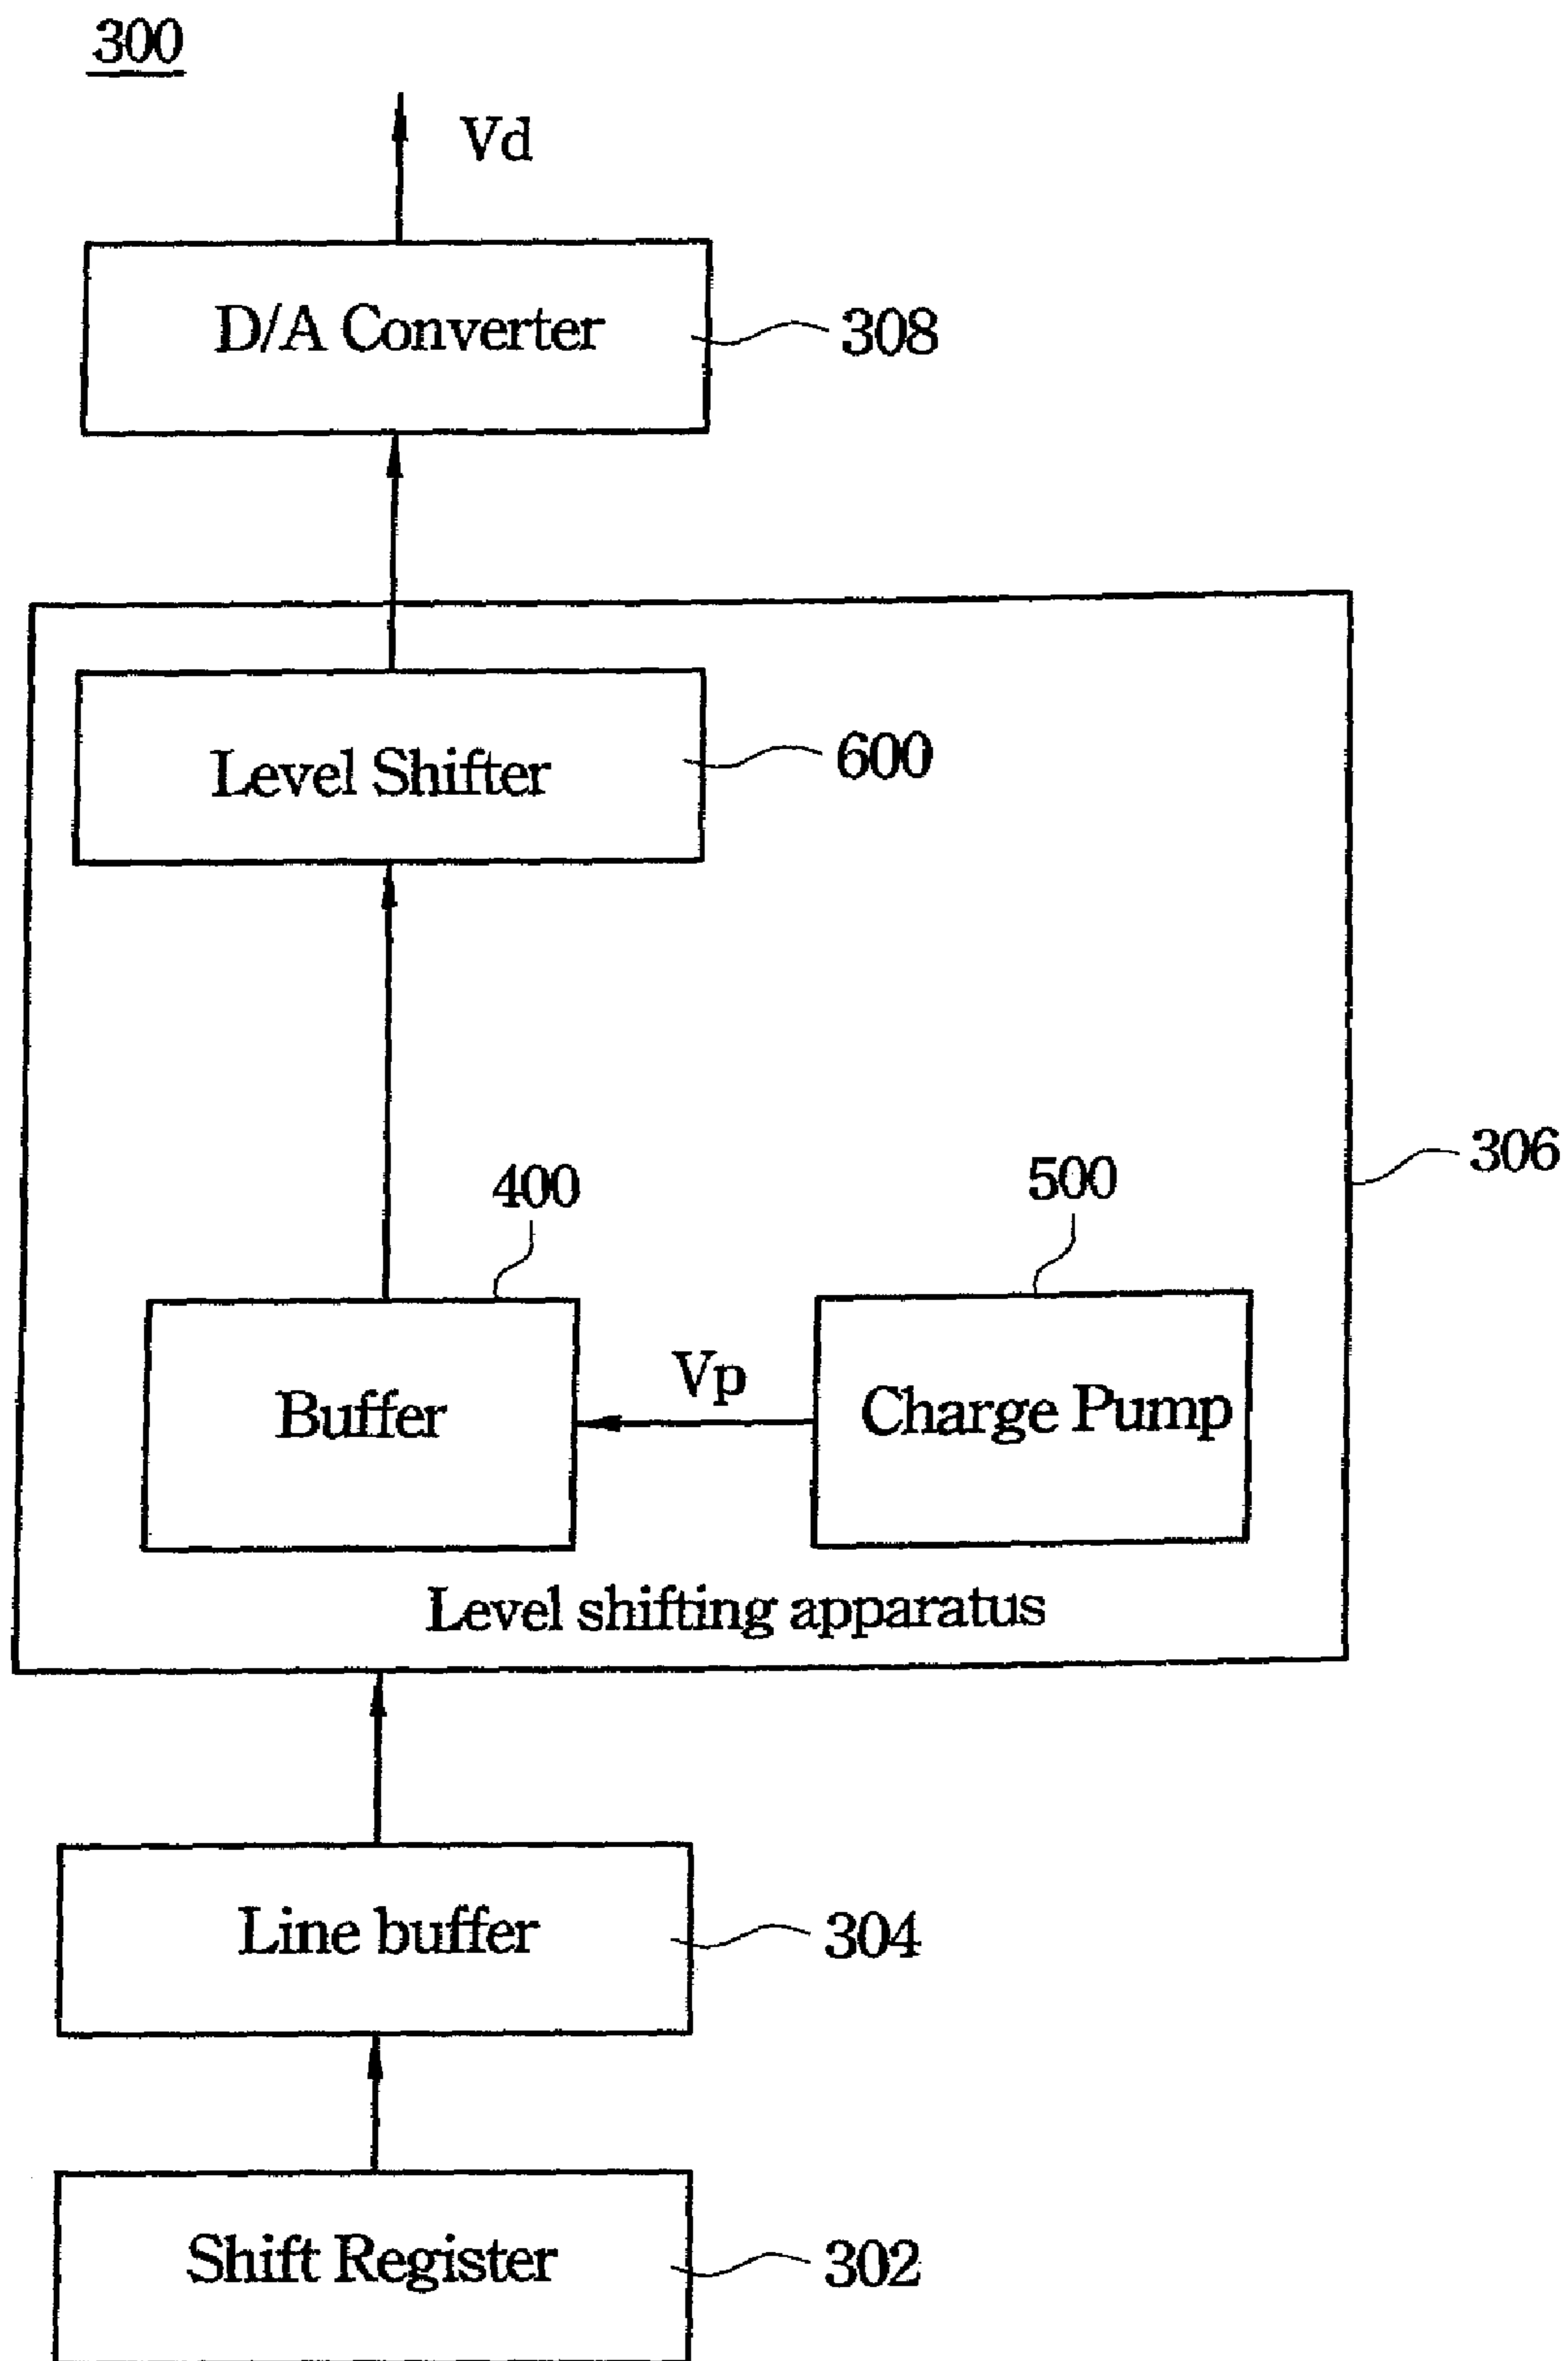 300
Vd
D/A Converter
308
Level Shifter
600
306
400
500
Buffer
Vp
Charge Pump
Level shifting apparatus
Line buffer
304
Shift Register
302